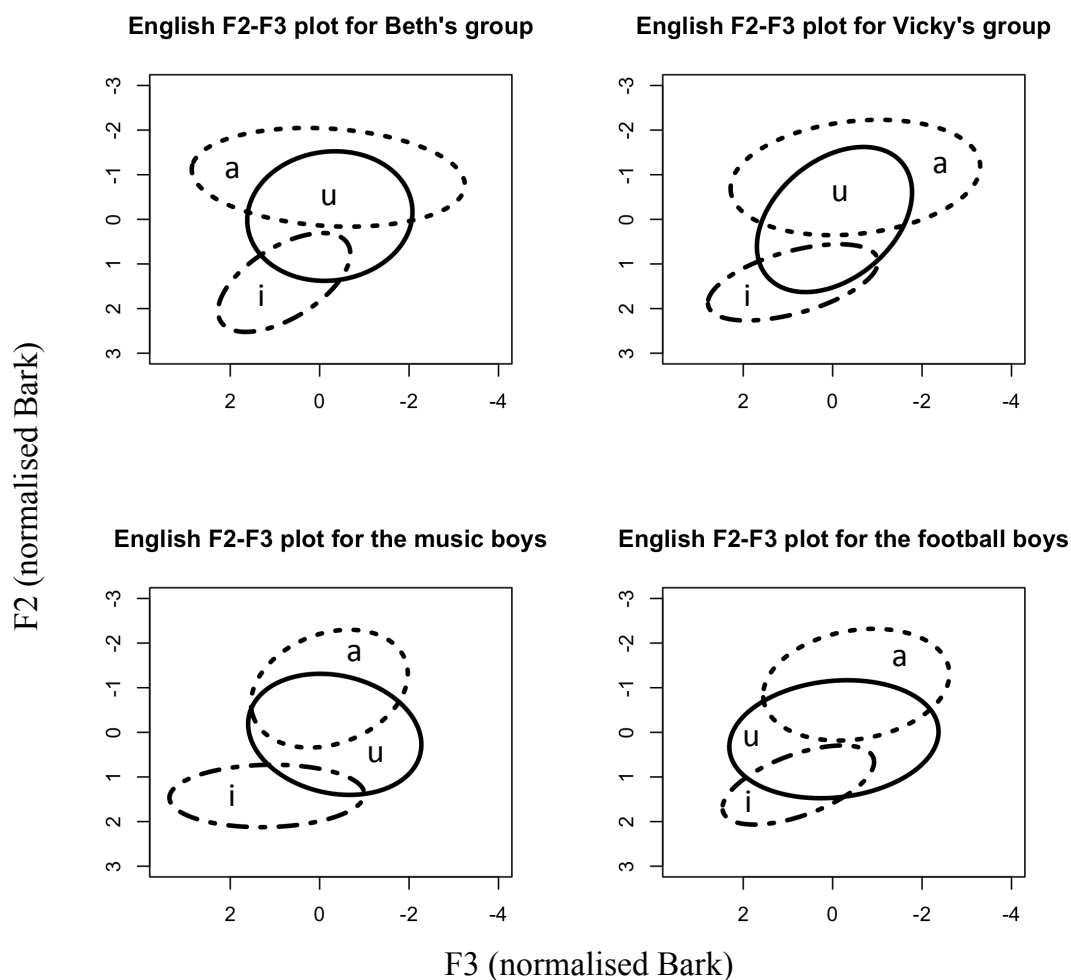 English F2-F3 plot for Beth's group
-3
-2
-1
0
1
2
3
a
u
i
2 0 -2 -4
English F2-F3 plot for Vicky's group
-3
-2
-1
0
1
2
3
a
u
i
2 0 -2 -4
F2 (normalised Bark)
English F2-F3 plot for the music boys
-3
-2
-1
0
1
2
3
a
u
i
2 0 -2 -4
English F2-F3 plot for the football boys
-3
-2
-1
0
1
2
3
a
u
i
2 0 -2 -4
F3 (normalised Bark)